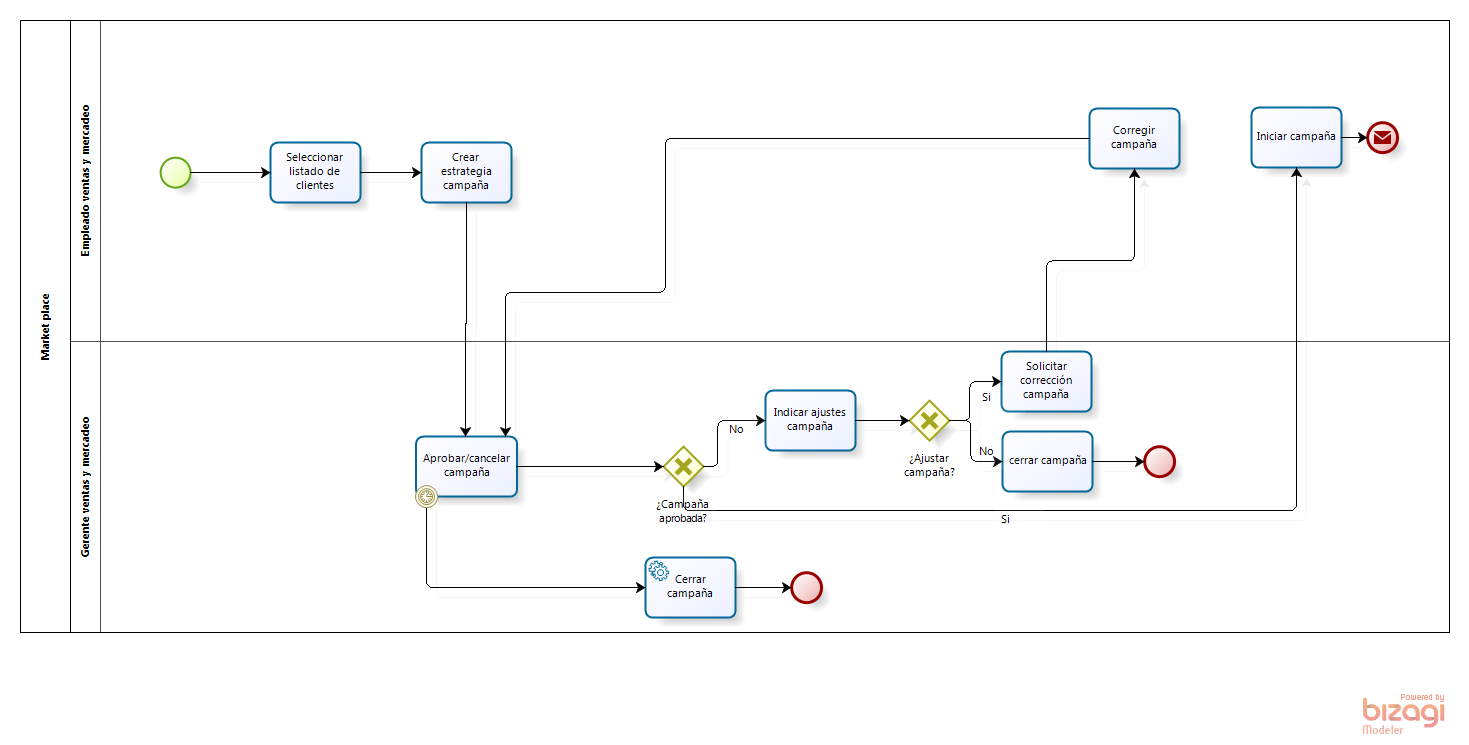 Market place
Empleado ventas y mercadeo
Seleccionar
listado de
clientes
Crear
estrategia
campaña
Corregir
campaña
Iniciar campaña
Gerente ventas y mercadeo
Aprobar/cancelar
campaña
¿Campaña
aprobada?
No
Indicar ajustes
campaña
¿Ajustar
campaña?
Si
Solicitar
corrección
campaña
No
cerrar campaña
Si
Cerrar
campaña
Powered by
bizagi
Modeler